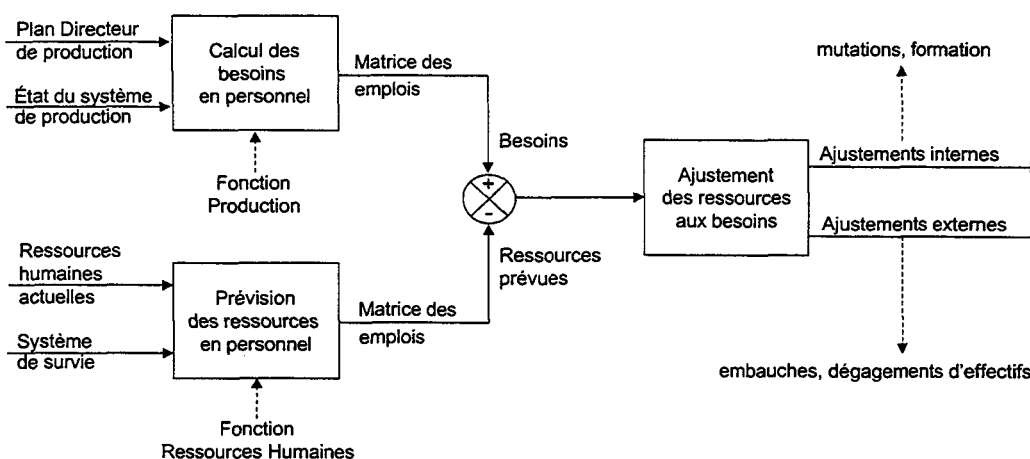 Plan Directeur
de production
État du système
de production
Calcul des
besoins
en personnel
Fonction
Production
Matrice des
emplois
Besoins
+
-
Ressources
prévues
Ressources
humaines
actuelles
Système
de survie
Prévision
des ressources
en personnel
Fonction
Ressources Humaines
Matrice des
emplois
Ajustement
des ressources
aux besoins
mutations, formation
Ajustements internes
Ajustements externes
embauches, dégagements d'effectifs